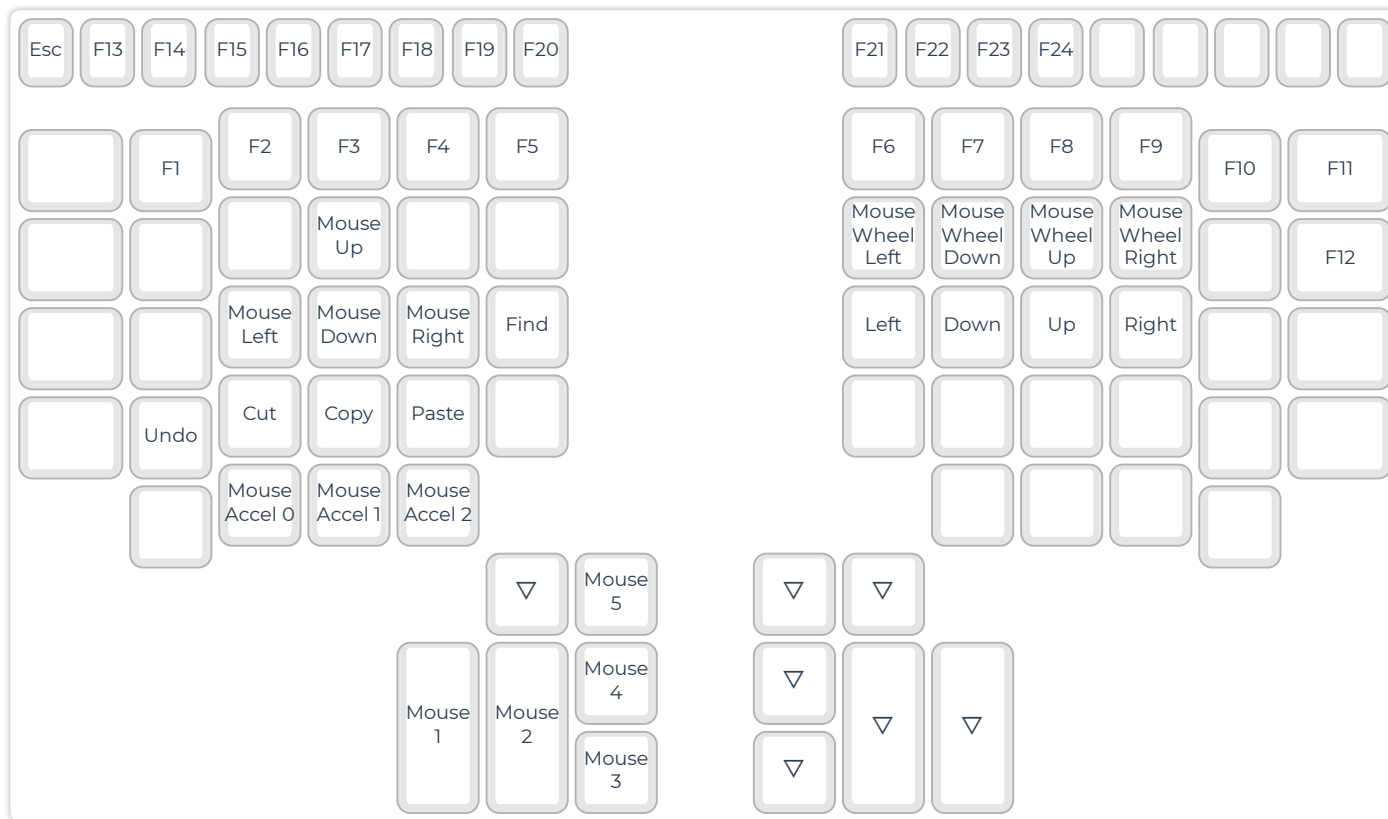 Esc F13 F14 F15 F16 F17 F18 F19 F20 F21 F22 F23 F24
F2 F3 F4 F5 F6 F7 F8 F9
F1 F10 F11
Mouse Up
Mouse Wheel Left
Mouse Wheel Down
Mouse Wheel Up
Mouse Wheel Right
F12
Mouse Left
Mouse Down
Mouse Right
Find
Left Down Up Right
Cut Copy Paste
Undo
Mouse Accel 0
Mouse Accel 1
Mouse Accel 2
▽
Mouse 5
▽ ▽
Mouse 4
▽
Mouse 1
Mouse 2
▽ ▽
Mouse 3
▽